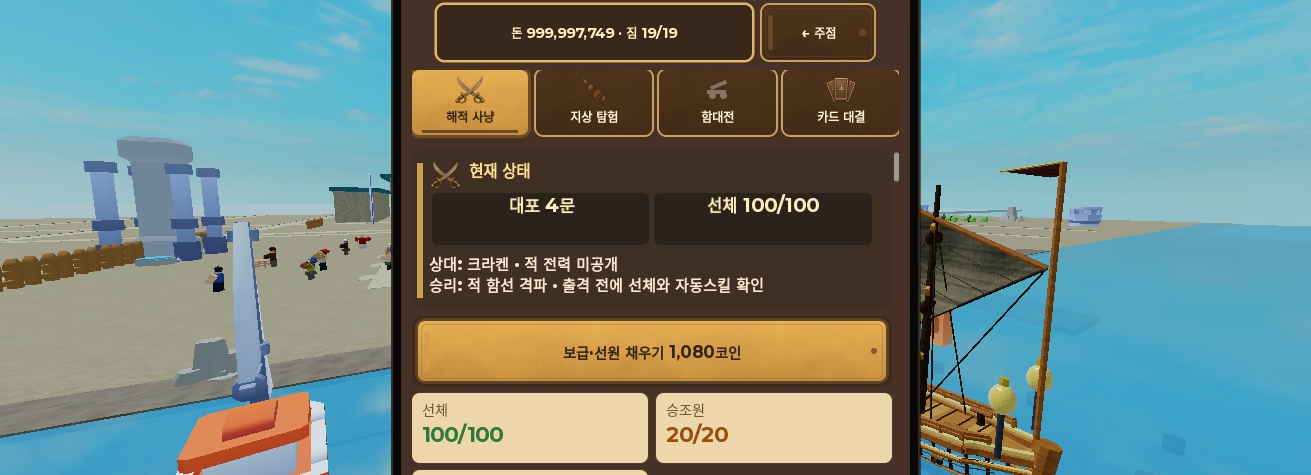 돈 999,997,749 · 짐 19/19
← 주점
해적 사냥
지상 탐험
함대전
카드 대결
현재 상태
대포 4문
선체 100/100
상대: 크라켄 • 적 전력 미공개
승리: 적 함선 격파 • 출격 전에 선체와 자동스킬 확인
보급·선원 채우기 1,080코인
선체
100/100
승조원
20/20